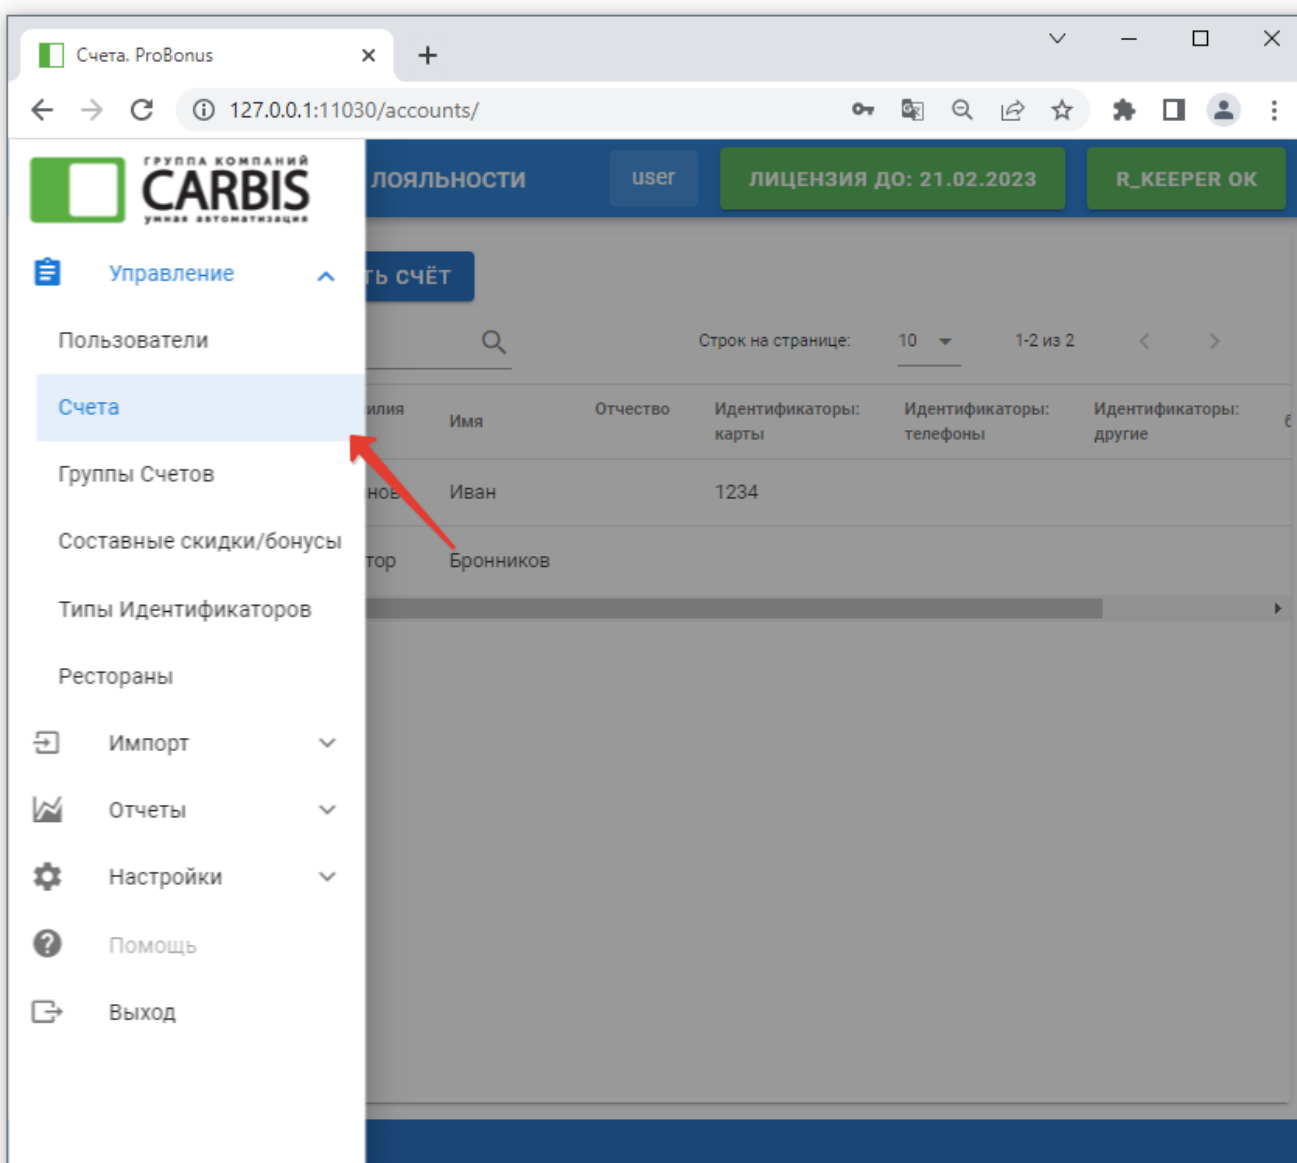 Счета. ProBonus
127.0.0.1:11030/accounts/
ГРУППА КОМПАНИЙ
CARBIS
умная автоматизация
ЛОЯЛЬНОСТИ
user
ЛИЦЕНЗИЯ ДО: 21.02.2023
R_KEEPER OK
Управление
Пользователи
Счета
Группы Счетов
Составные скидки/бонусы
Типы Идентификаторов
Рестораны
Импорт
Отчеты
Настройки
Помощь
Выход
ТЬ СЧЁТ
Строк на странице:
10
1-2 из 2
илия
Имя
Отчество
Идентификаторы:
карты
Идентификаторы:
телефоны
Идентификаторы:
другие
нов
Иван
1234
тор
Бронников